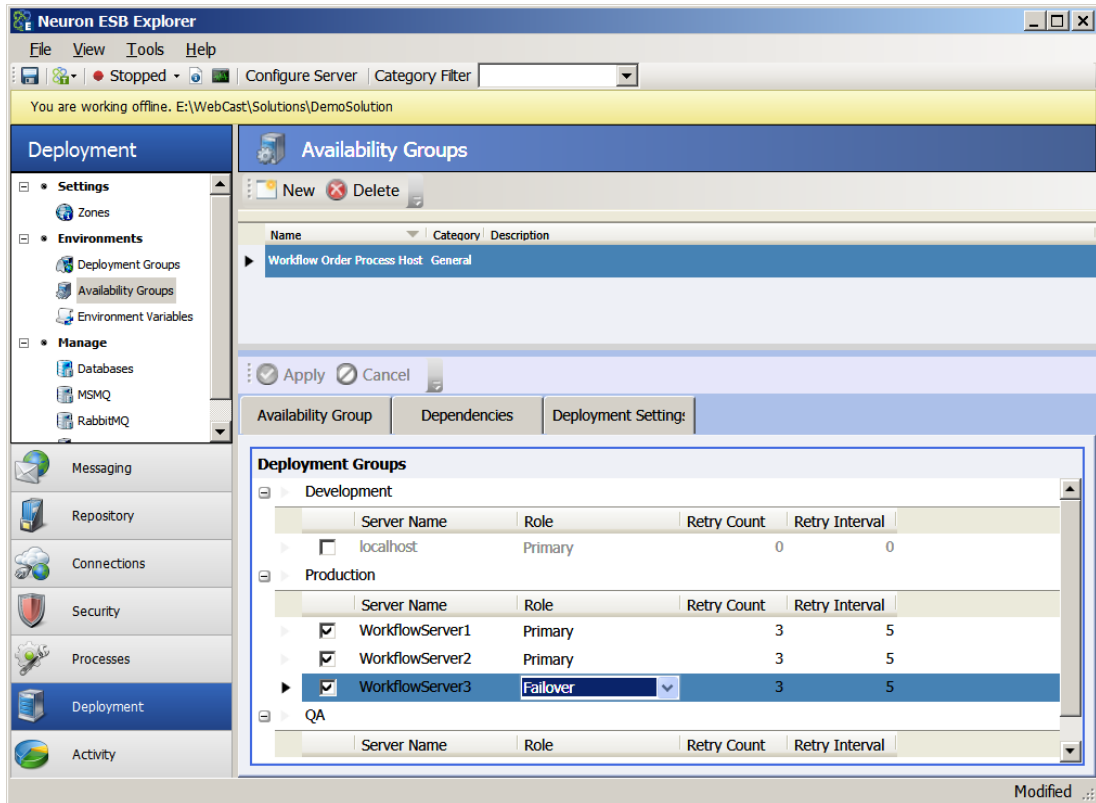 Neuron ESB Explorer
File View Tools Help
Stopped Configure Server Category Filter
You are working offline. E:\WebCast\Solutions\DemoSolution
Deployment
Settings
Zones
Environments
Deployment Groups
Availability Groups
Environment Variables
Manage
Databases
MSMQ
RabbitMQ
Messaging
Repository
Connections
Security
Processes
Deployment
Activity
Availability Groups
New Delete
Name Category Description
Workflow Order Process Host General
Apply Cancel
Availability Group Dependencies Deployment Settings
Deployment Groups
Development
Server Name Role Retry Count Retry Interval
localhost Primary 0 0
Production
Server Name Role Retry Count Retry Interval
WorkflowServer1 Primary 3 5
WorkflowServer2 Primary 3 5
WorkflowServer3 Failover 3 5
QA
Server Name Role Retry Count Retry Interval
Modified